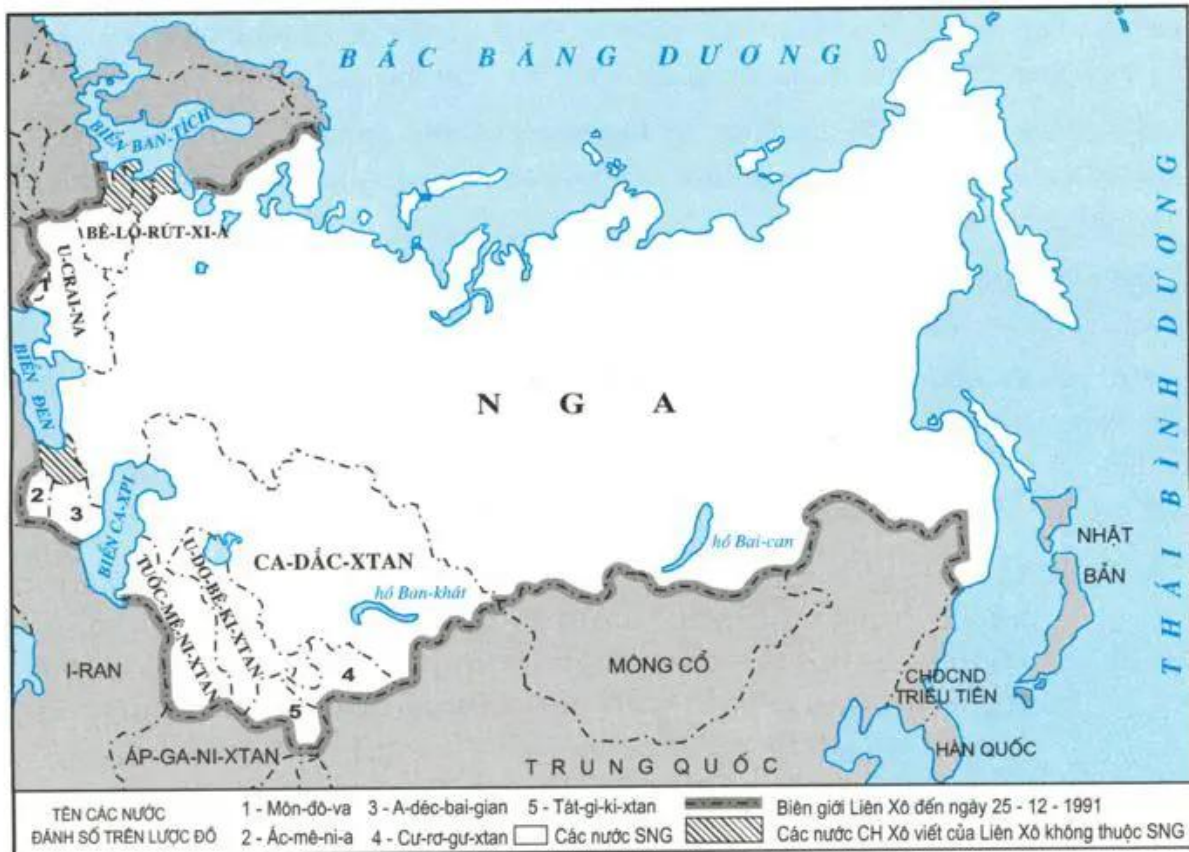 BẮC BĂNG DƯƠNG
BIỂN BAN-TÍCH
BÊ-LÔ-RÚT-XI-A
U-CRAI-NA
1
BIỂN ĐEN
N G A
THÁI BÌNH DƯƠNG
2
3
BIỂN CA-XPI
TUỐC-MÊ-NI-XTAN
U-DƠ-BÊ-KI-XTAN
CA-DẮC-XTAN
hồ Ban-khát
hồ Bai-can
NHẬT
BẢN
I-RAN
4
5
MÔNG CỔ
CHDCND
TRIỀU TIÊN
HÀN QUỐC
ÁP-GA-NI-XTAN
TRUNG QUỐC
TÊN CÁC NƯỚC
ĐÁNH SỐ TRÊN LƯỢC ĐỒ
1 - Môn-đô-va 3 - A-déc-bai-gian 5 - Tát-gi-ki-xtan Biên giới Liên Xô đến ngày 25 - 12 - 1991
2 - Ác-mê-ni-a 4 - Cư-rơ-gư-xtan Các nước SNG Các nước CH Xô viết của Liên Xô không thuộc SNG